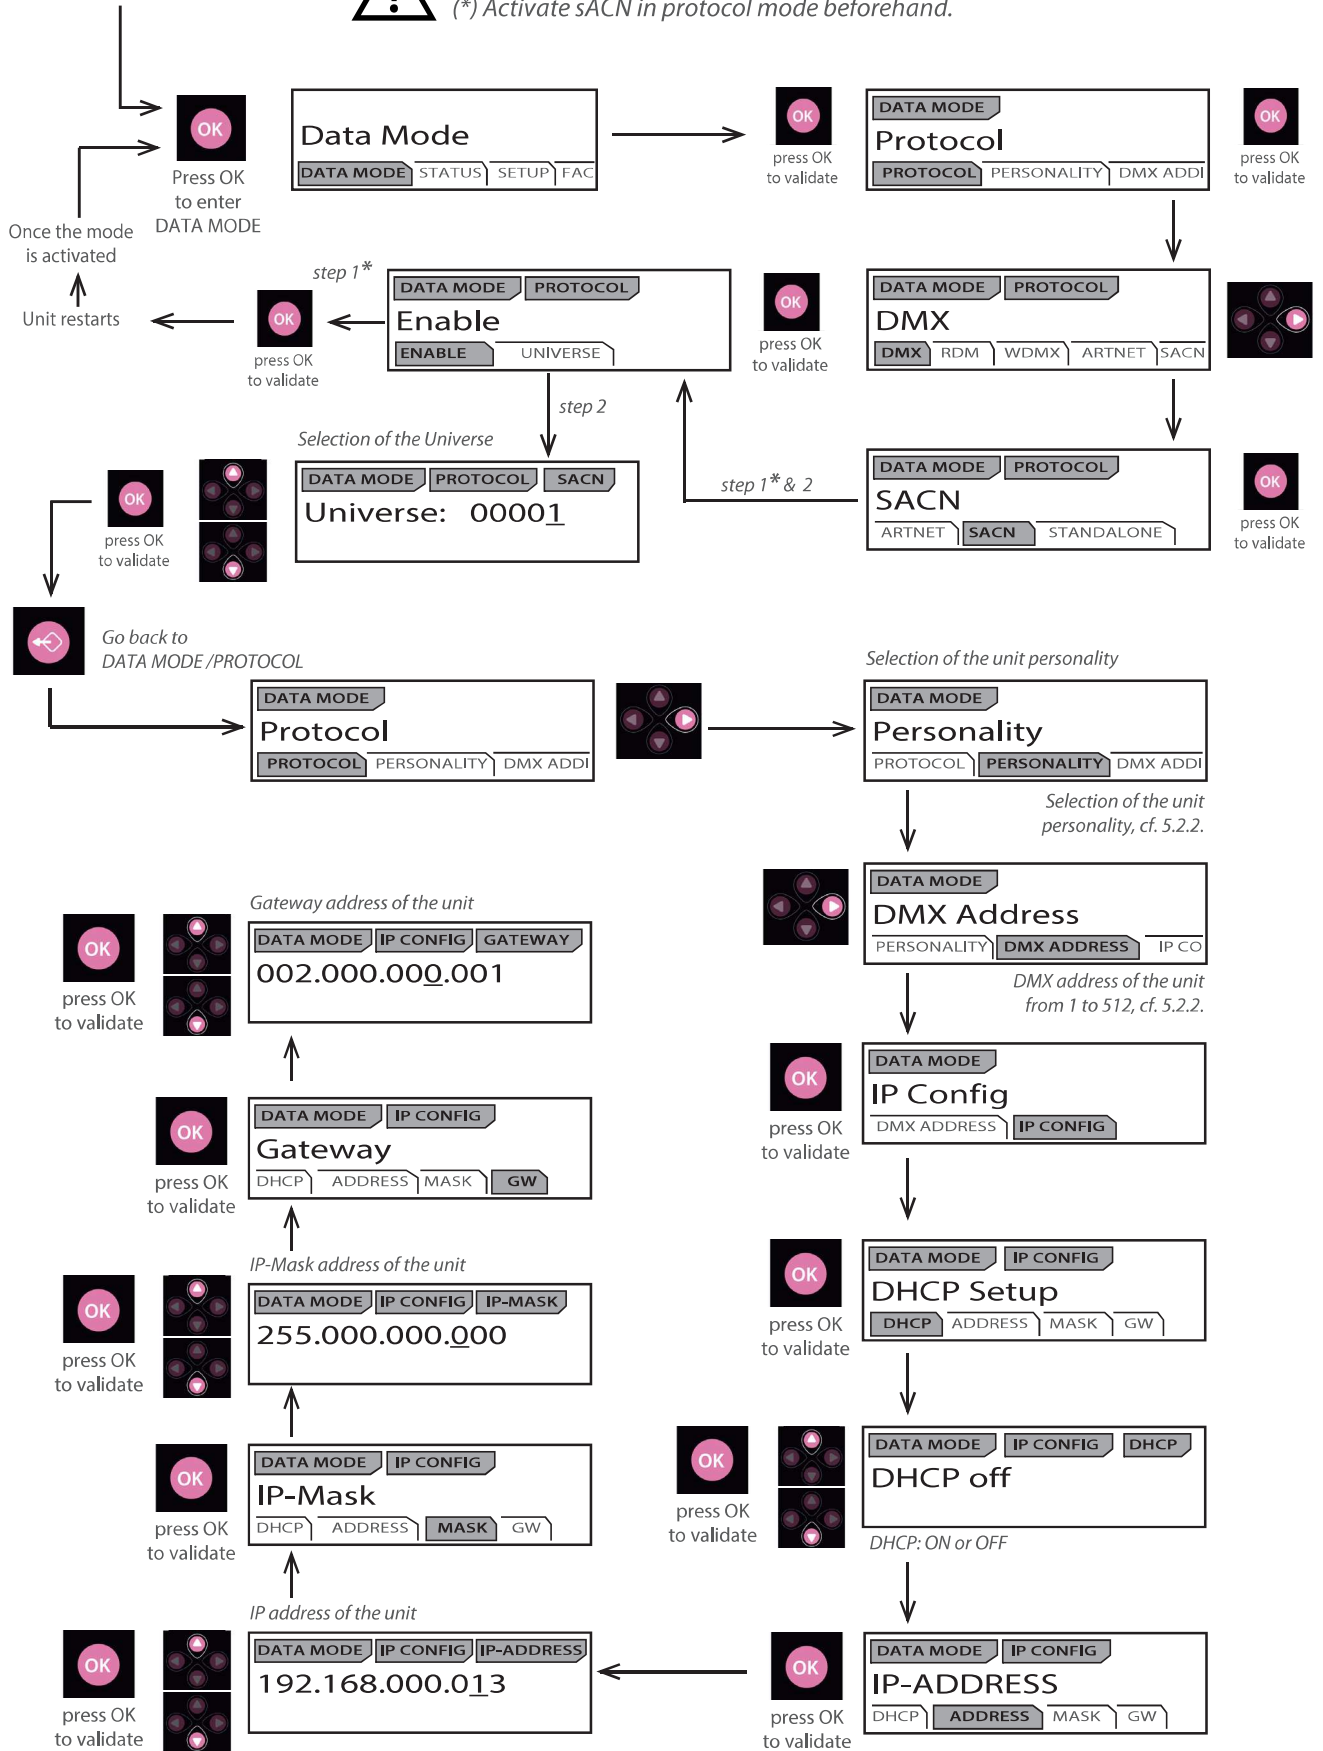 (*) Activate sACN in protocol mode beforehand.
OK
Press OK
to enter
DATA MODE
Data Mode
DATA MODE STATUS SETUP FAC
OK
press OK
to validate
DATA MODE
Protocol
PROTOCOL PERSONALITY DMX ADDI
OK
press OK
to validate
Once the mode
is activated
Unit restarts
OK
press OK
to validate
step 1*
DATA MODE PROTOCOL
Enable
ENABLE UNIVERSE
OK
press OK
to validate
DATA MODE PROTOCOL
DMX
DMX RDM WDMX ARTNET SACN
step 2
Selection of the Universe
DATA MODE PROTOCOL SACN
Universe: 00001
step 1* & 2
DATA MODE PROTOCOL
SACN
ARTNET SACN STANDALONE
OK
press OK
to validate
OK
press OK
to validate
Go back to
DATA MODE /PROTOCOL
DATA MODE
Protocol
PROTOCOL PERSONALITY DMX ADDI
Selection of the unit personality
DATA MODE
Personality
PROTOCOL PERSONALITY DMX ADDI
Selection of the unit
personality, cf. 5.2.2.
DATA MODE
DMX Address
PERSONALITY DMX ADDRESS IP CO
DMX address of the unit
from 1 to 512, cf. 5.2.2.
OK
press OK
to validate
DATA MODE
IP Config
DMX ADDRESS IP CONFIG
OK
press OK
to validate
DATA MODE IP CONFIG
DHCP Setup
DHCP ADDRESS MASK GW
OK
press OK
to validate
DATA MODE IP CONFIG DHCP
DHCP off
DHCP: ON or OFF
OK
press OK
to validate
DATA MODE IP CONFIG
IP-ADDRESS
DHCP ADDRESS MASK GW
IP address of the unit
OK
press OK
to validate
DATA MODE IP CONFIG IP-ADDRESS
192.168.000.013
OK
press OK
to validate
DATA MODE IP CONFIG
IP-Mask
DHCP ADDRESS MASK GW
IP-Mask address of the unit
OK
press OK
to validate
DATA MODE IP CONFIG IP-MASK
255.000.000.000
OK
press OK
to validate
DATA MODE IP CONFIG
Gateway
DHCP ADDRESS MASK GW
Gateway address of the unit
OK
press OK
to validate
DATA MODE IP CONFIG GATEWAY
002.000.000.001